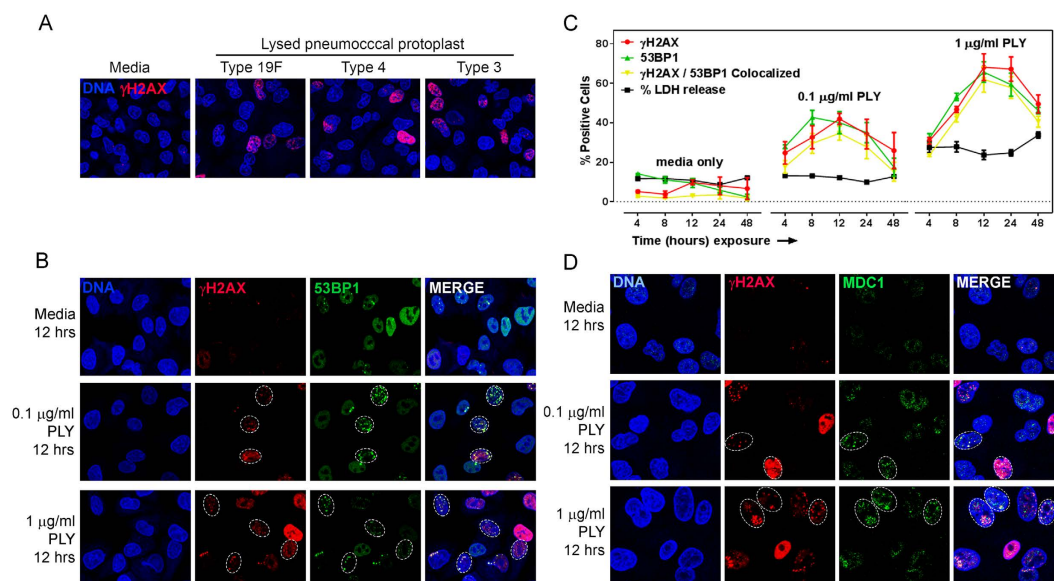 A
Lysed pneumocccal protoplast
Media Type 19F Type 4 Type 3
DNA γH2AX
B
DNA γH2AX 53BP1 MERGE
Media
12 hrs
0.1 μg/ml
PLY
12 hrs
1 μg/ml
PLY
12 hrs
C
γH2AX
53BP1
γH2AX / 53BP1 Colocalized
% LDH release
1 μg/ml PLY
0.1 μg/ml PLY
media only
% Positive Cells
80
60
40
20
0
4 8 12 24 48 4 8 12 24 48 4 8 12 24 48
Time (hours) exposure →
D
DNA γH2AX MDC1 MERGE
Media
12 hrs
0.1 μg/ml
PLY
12 hrs
1 μg/ml
PLY
12 hrs